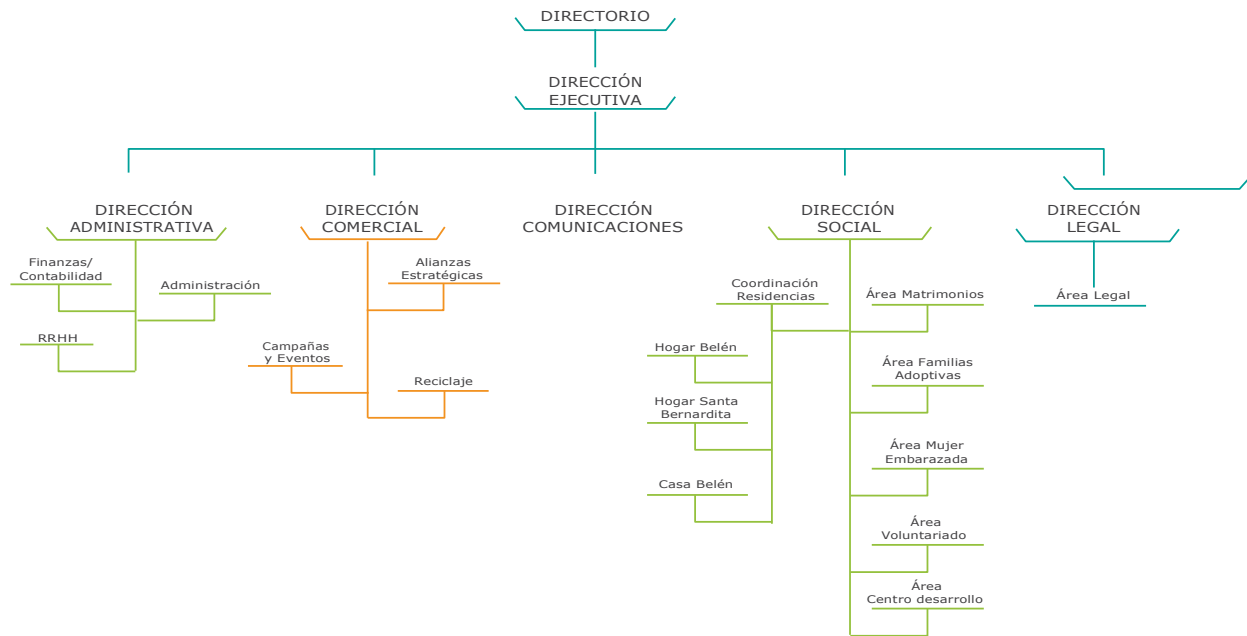 DIRECTORIO
DIRECCIÓN
EJECUTIVA
DIRECCIÓN
ADMINISTRATIVA
Finanzas/
Contabilidad
Administración
RRHH
DIRECCIÓN
COMERCIAL
Alianzas
Estratégicas
Campañas
y Eventos
Reciclaje
DIRECCIÓN
COMUNICACIONES
DIRECCIÓN
SOCIAL
Coordinación
Residencias
Hogar Belén
Hogar Santa
Bernardita
Casa Belén
Área Matrimonios
Área Familias
Adoptivas
Área Mujer
Embarazada
Área
Voluntariado
Área
Centro desarrollo
DIRECCIÓN
LEGAL
Área Legal